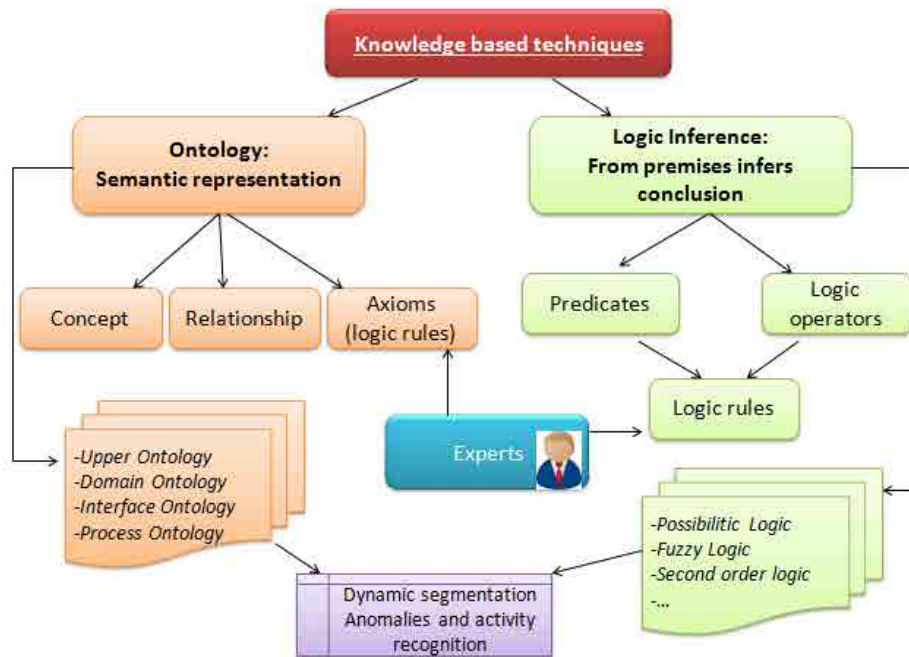 Knowledge based techniques
Ontology:
Semantic representation
Logic Inference:
From premises infers
conclusion
Concept
Relationship
Axioms
(logic rules)
Predicates
Logic
operators
Logic rules
Experts
-Upper Ontology
-Domain Ontology
-Interface Ontology
-Process Ontology
-Possibilitic Logic
-Fuzzy Logic
-Second order logic
-...
Dynamic segmentation
Anomalies and activity
recognition